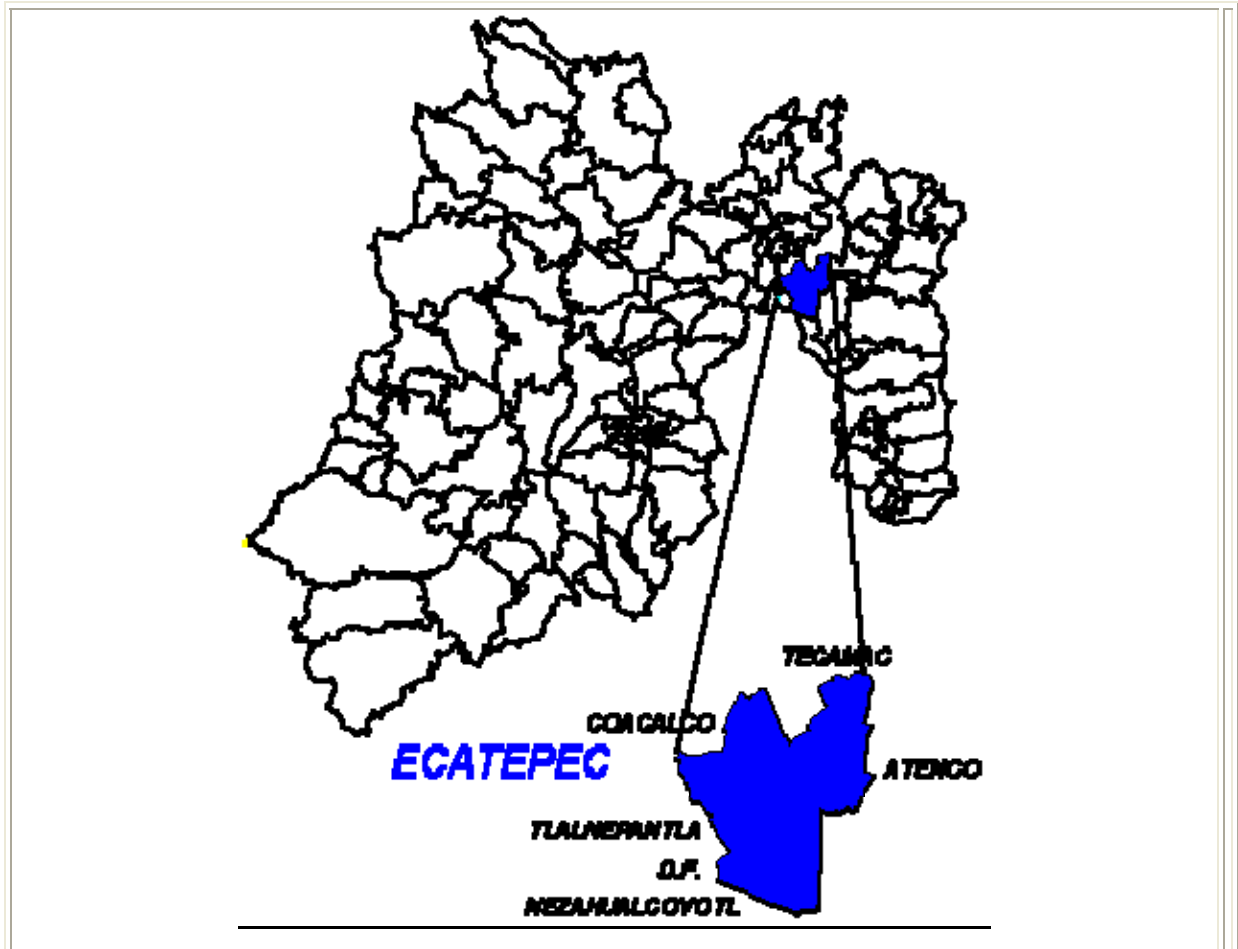 TECAMAC
COACALCO
ECATEPEC
ATENCO
TLALNEPANTLA
D.F.
NEZAHUALCOYOTL